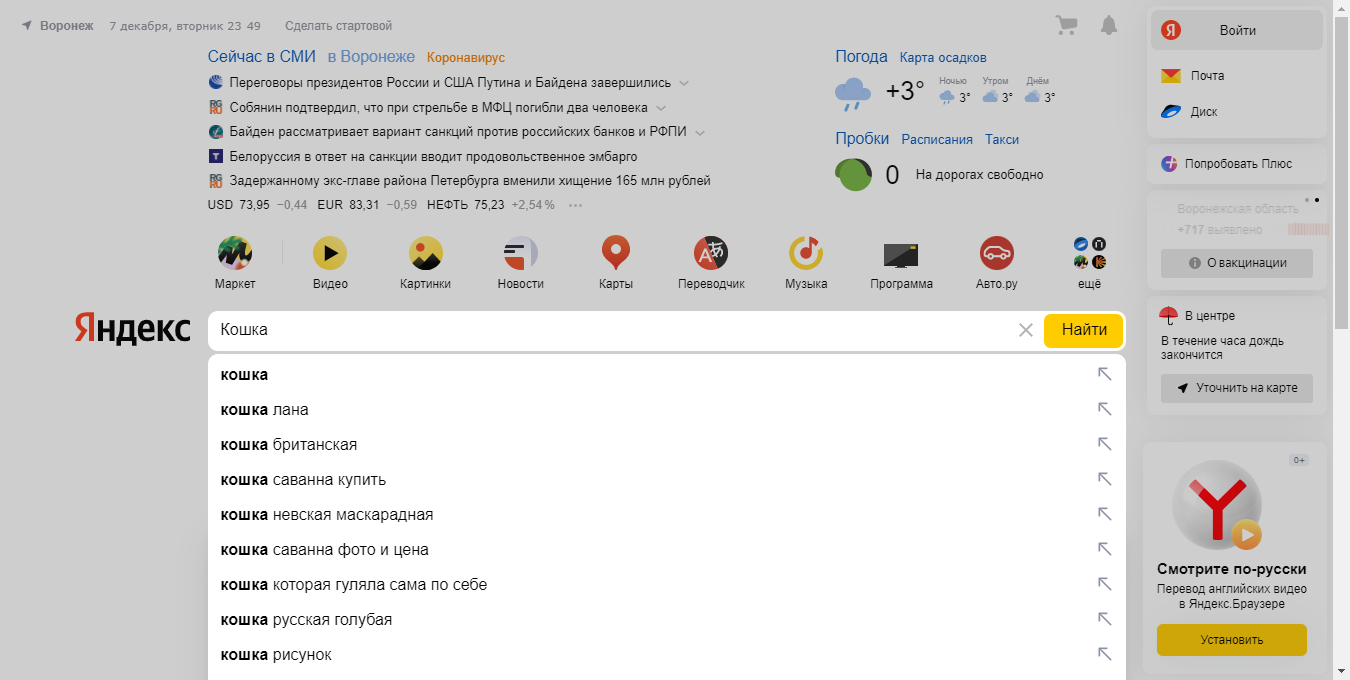 Воронеж 7 декабря, вторник 23 49 Сделать стартовой
Сейчас в СМИ в Воронеже Коронавирус
Переговоры президентов России и США Путина и Байдена завершились
Собянин подтвердил, что при стрельбе в МФЦ погибли два человека
Байден рассматривает вариант санкций против российских банков и РФПИ
Белоруссия в ответ на санкции вводит продовольственное эмбарго
Задержанному экс-главе района Петербурга вменили хищение 165 млн рублей
USD 73,95 −0,44 EUR 83,31 −0,59 НЕФТЬ 75,23 +2,54 % ···
Погода Карта осадков
+3° Ночью 3° Утром 3° Днём 3°
Пробки Расписания Такси
0 На дорогах свободно
Маркет Видео Картинки Новости Карты Переводчик Музыка Программа Авто.ру ещё
Яндекс
Кошка
Найти
кошка
кошка лана
кошка британская
кошка саванна купить
кошка невская маскарадная
кошка саванна фото и цена
кошка которая гуляла сама по себе
кошка русская голубая
кошка рисунок
Я Войти
Почта
Диск
Попробовать Плюс
Воронежская область
+717 выявлено
О вакцинации
В центре
В течение часа дождь
закончится
Уточнить на карте
0+
Смотрите по-русски
Перевод английских видео
в Яндекс.Браузере
Установить